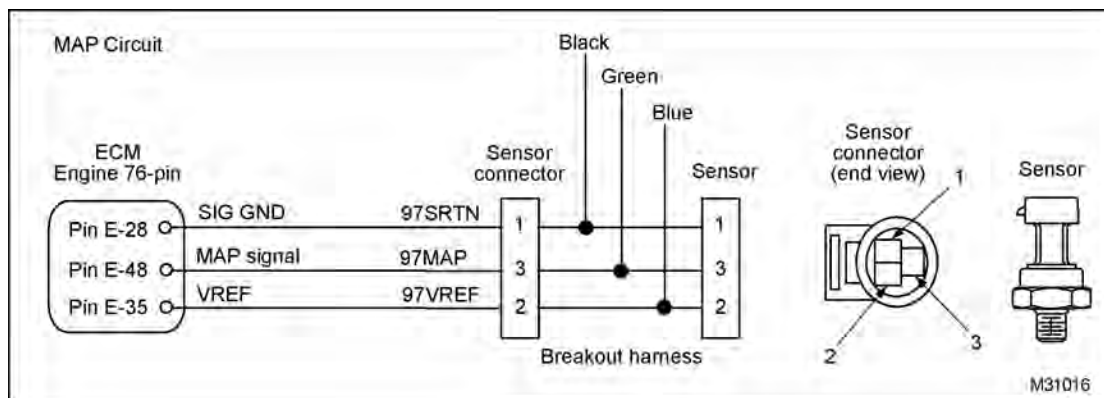 MAP Circuit
Black
Green
Blue
ECM
Engine 76-pin
Sensor
connector
Sensor
Sensor
connector
(end view)
1
Sensor
Pin E-28
SIG GND
97SRTN
1
1
Pin E-48
MAP signal
97MAP
3
3
Pin E-35
VREF
97VREF
2
2
Breakout harness
2
3
M31016